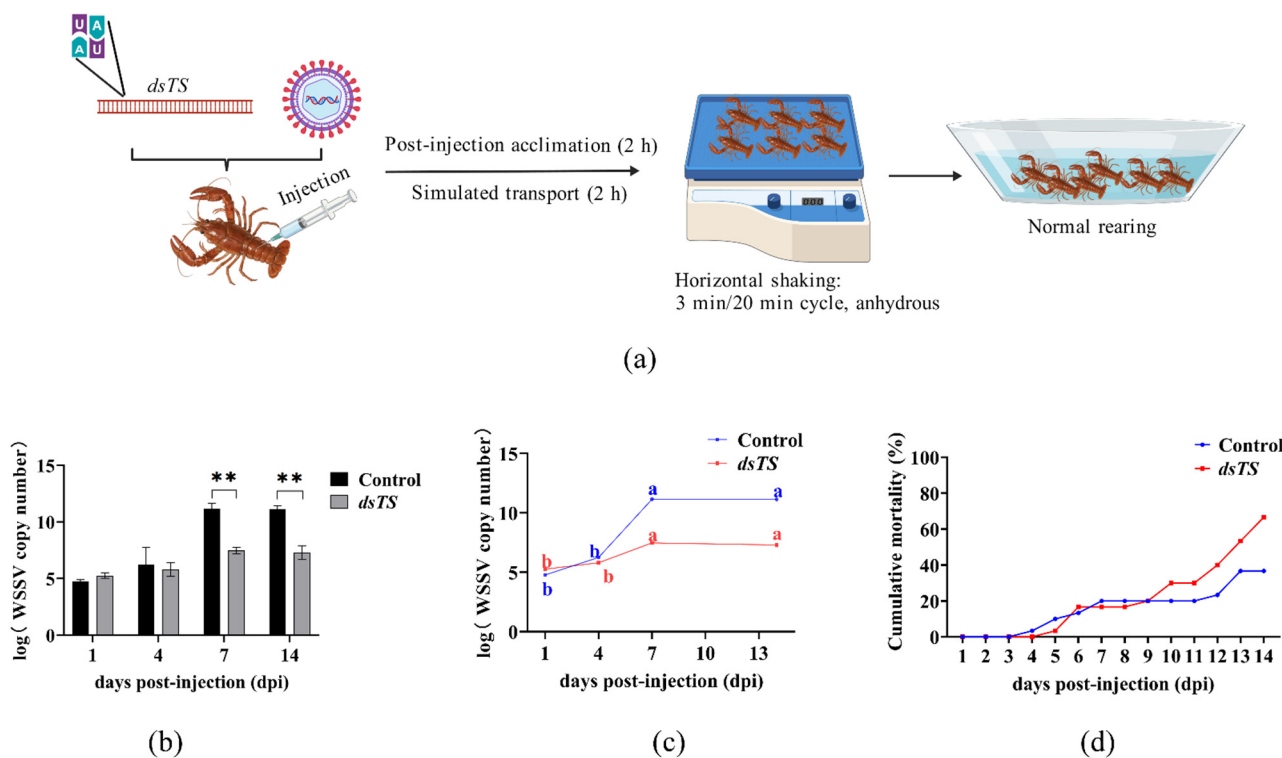 U A
A U
dsTS
Injection
Post-injection acclimation (2 h)
Simulated transport (2 h)
000
Horizontal shaking:
3 min/20 min cycle, anhydrous
Normal rearing
(a)
log( WSSV copy number)
15
10
5
0
** **
Control
dsTS
1 4 7 14
days post-injection (dpi)
(b)
log( WSSV copy number)
15
10
5
0
Control
dsTS
a a
b b a a
b b
1 4 7 10 13
days post-injection (dpi)
(c)
Cumulative mortality (%)
100
80
60
40
20
0
Control
dsTS
1 2 3 4 5 6 7 8 9 10 11 12 13 14
days post-injection (dpi)
(d)